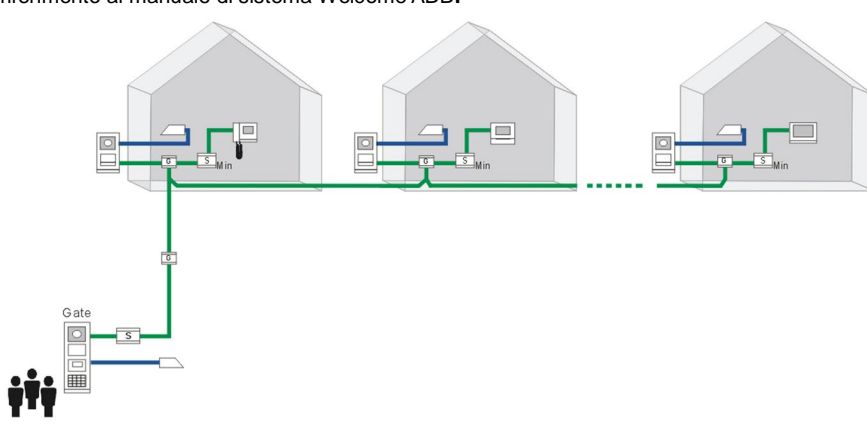 riferimento al manuale di sistema Welcome ABB.
G S Min
G S Min
G S Min
G
Gate
S